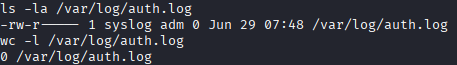 ls -la /var/log/auth.log
-rw-r----- 1 syslog adm 0 Jun 29 07:48 /var/log/auth.log
wc -l /var/log/auth.log
0 /var/log/auth.log